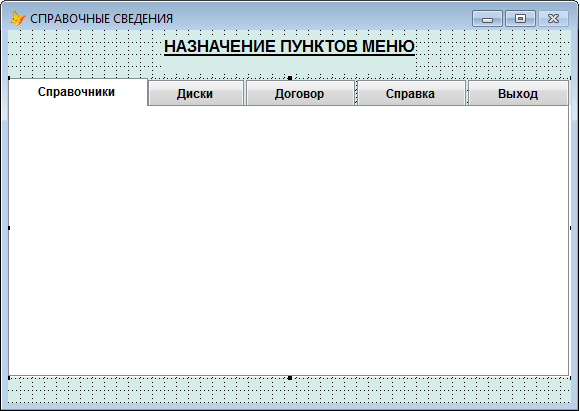 СПРАВОЧНЫЕ СВЕДЕНИЯ
НАЗНАЧЕНИЕ ПУНКТОВ МЕНЮ
Справочники Диски Договор Справка Выход